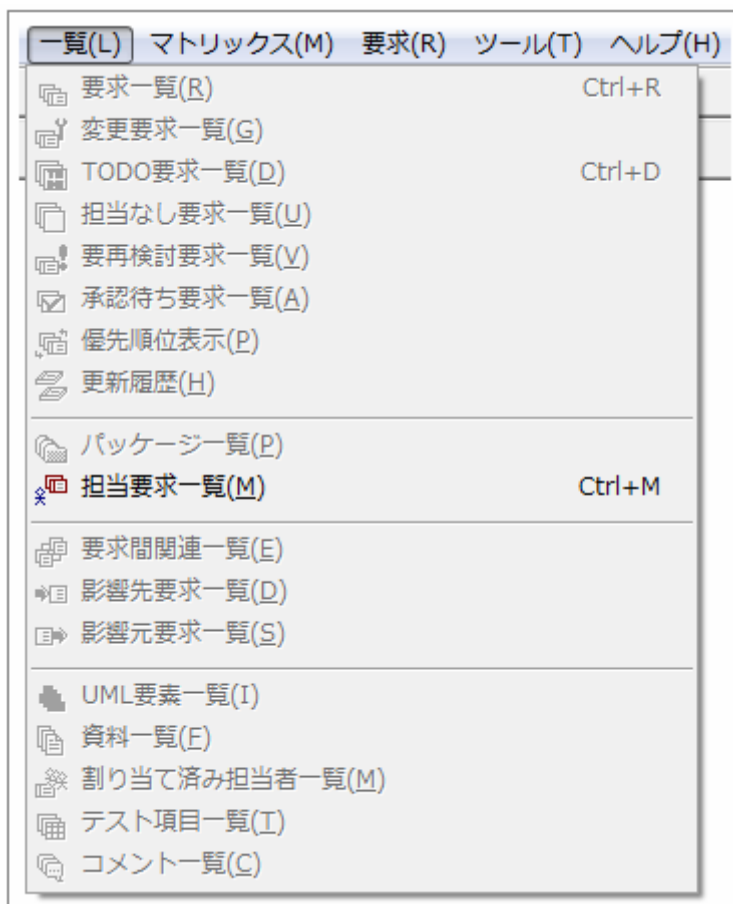 一覧(L) マトリックス(M) 要求(R) ツール(T) ヘルプ(H)
要求一覧(R) Ctrl+R
変更要求一覧(G)
TODO要求一覧(D) Ctrl+D
担当なし要求一覧(U)
要再検討要求一覧(V)
承認待ち要求一覧(A)
優先順位表示(P)
更新履歴(H)
パッケージ一覧(P)
担当要求一覧(M) Ctrl+M
要求間関連一覧(E)
影響先要求一覧(D)
影響元要求一覧(S)
UML要素一覧(I)
資料一覧(F)
割り当て済み担当者一覧(M)
テスト項目一覧(T)
コメント一覧(C)